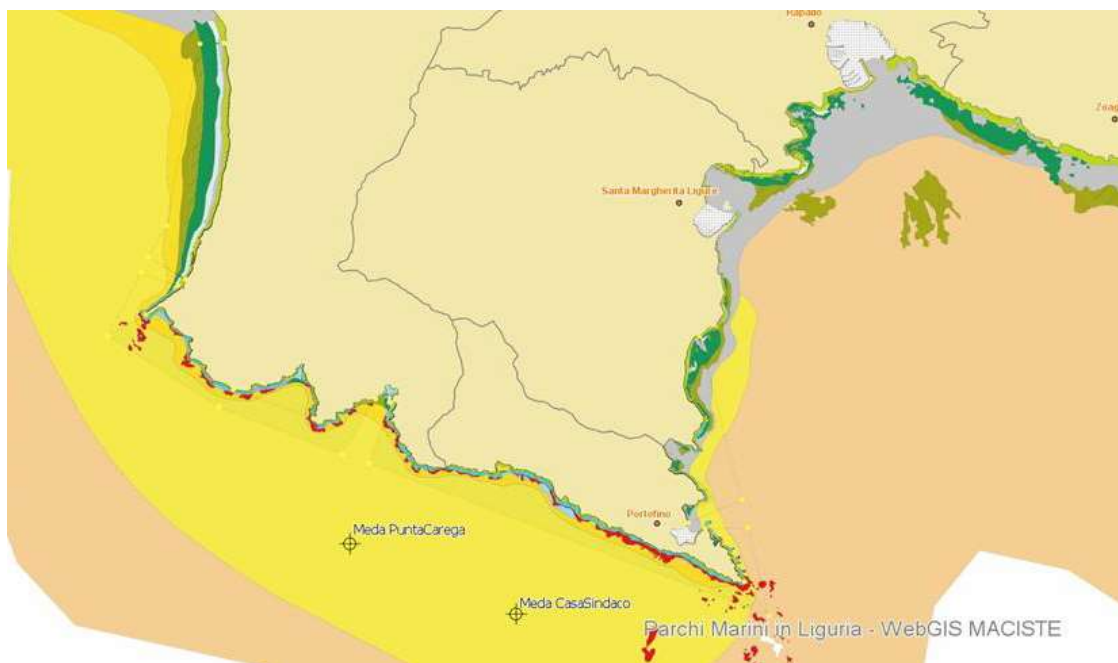 Rapallo
Santa Margherita Ligure
Meda PuntaCarega
Portofino
Meda CasaSindaco
Parchi Marini in Liguria - WebGIS MACISTE